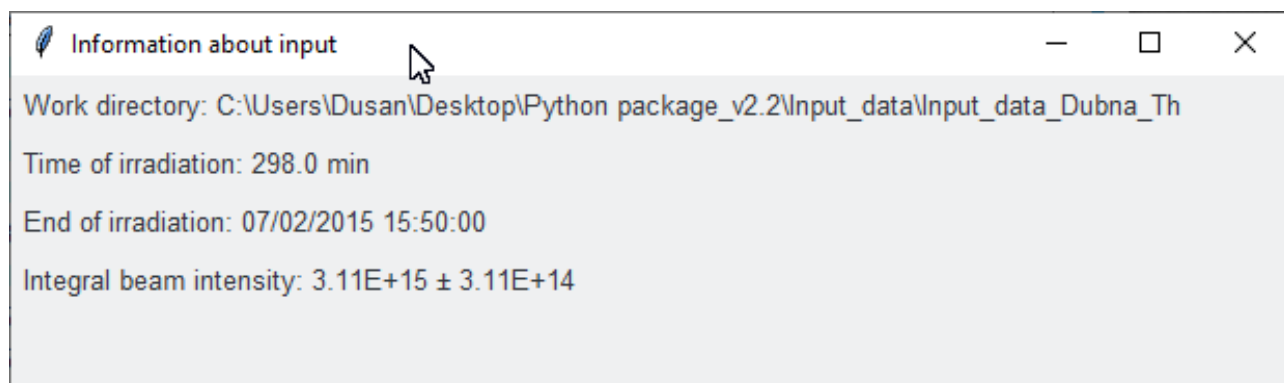 Information about input
Work directory: C:\Users\Dusan\Desktop\Python package_v2.2\Input_data\Input_data_Dubna_Th
Time of irradiation: 298.0 min
End of irradiation: 07/02/2015 15:50:00
Integral beam intensity: 3.11E+15 ± 3.11E+14